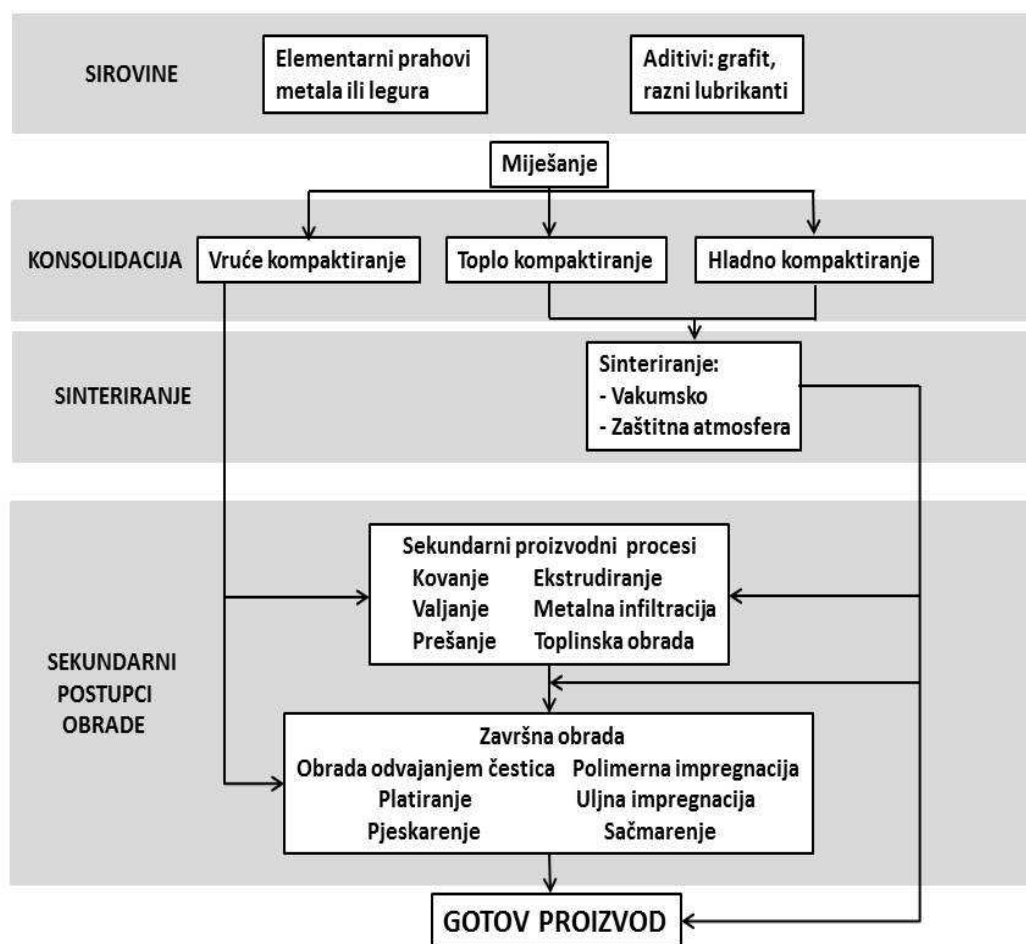 SIROVINE
Elementarni prahovi
metala ili legura
Aditivi: grafit,
razni lubrikanti
Miješanje
KONSOLIDACIJA
Vruće kompaktiranje
Toplo kompaktiranje
Hladno kompaktiranje
SINTERIRANJE
Sinteriranje:
- Vakumsko
- Zaštitna atmosfera
SEKUNDARNI
POSTUPCI
OBRADE
Sekundarni proizvodni procesi
Kovanje Ekstrudiranje
Valjanje Metalna infiltracija
Prešanje Toplinska obrada
Završna obrada
Obrada odvajanjem čestica Polimerna impregnacija
Platiranje Uljna impregnacija
Pjeskarenje Sačmarenje
GOTOV PROIZVOD